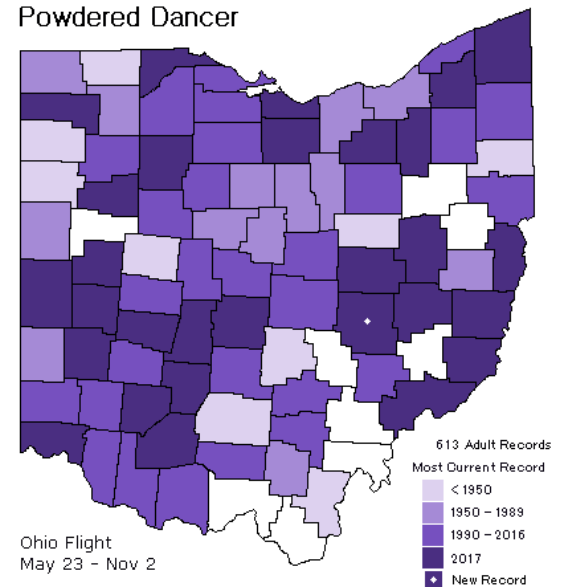 Powdered Dancer
613 Adult Records
Most Current Record
< 1950
1950 – 1989
1990 – 2016
2017
New Record
Ohio Flight
May 23 - Nov 2